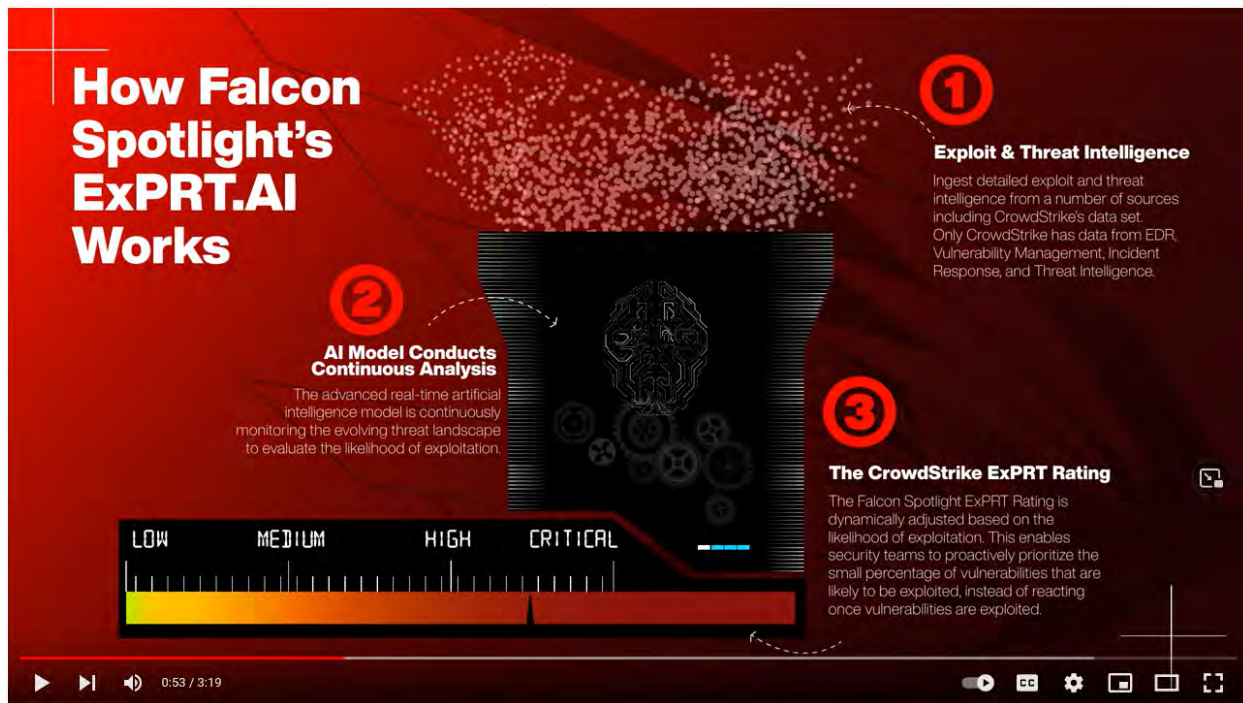 How Falcon
Spotlight's
ExPRT.AI
Works
1
Exploit & Threat Intelligence
Ingest detailed exploit and threat
intelligence from a number of sources
including CrowdStrike's data set.
Only CrowdStrike has data from EDR,
Vulnerability Management, Incident
Response, and Threat Intelligence.
2
AI Model Conducts
Continuous Analysis
The advanced real-time artificial
intelligence model is continuously
monitoring the evolving threat landscape
to evaluate the likelihood of exploitation.
3
The CrowdStrike ExPRT Rating
The Falcon Spotlight ExPRT Rating is
dynamically adjusted based on the
likelihood of exploitation. This enables
security teams to proactively prioritize the
small percentage of vulnerabilities that are
likely to be exploited, instead of reacting
once vulnerabilities are exploited.
LOW MEDIUM HIGH CRITICAL
0:53 / 3:19 CC